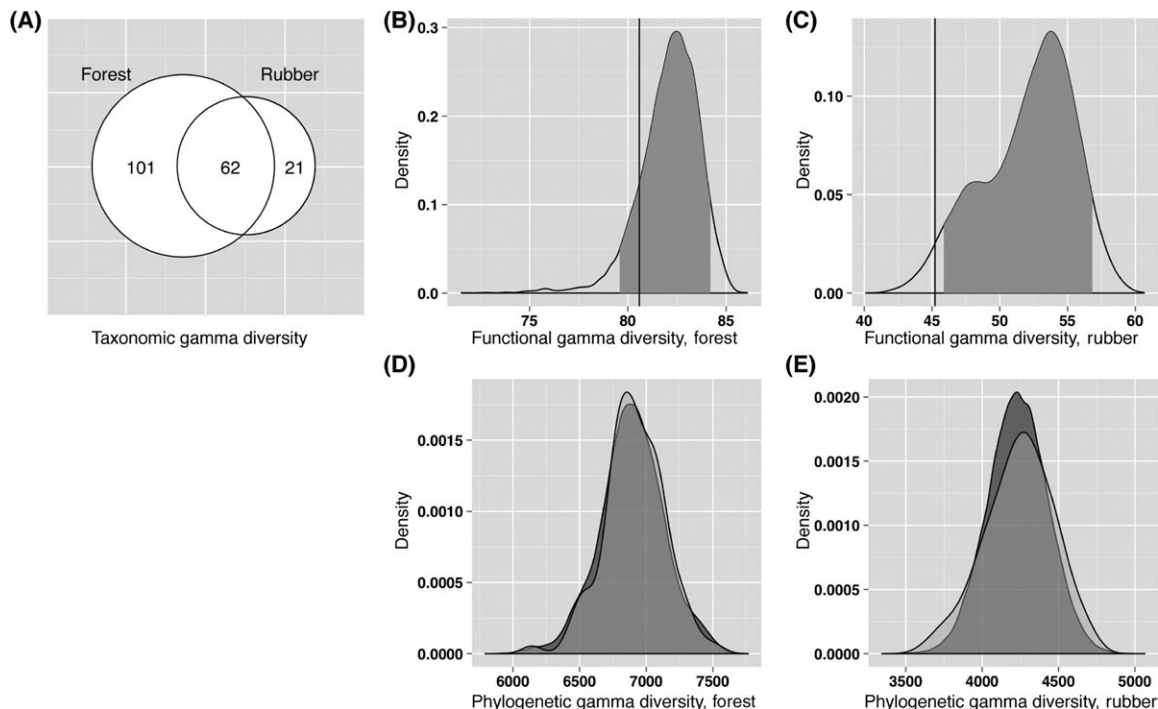 (A)
Forest
Rubber
101
62
21
Taxonomic gamma diversity
(B)
Density
0.3
0.2
0.1
0.0
75
80
85
Functional gamma diversity, forest
(C)
Density
0.10
0.05
0.00
40
45
50
55
60
Functional gamma diversity, rubber
(D)
Density
0.0015
0.0010
0.0005
0.0000
6000
6500
7000
7500
Phylogenetic gamma diversity, forest
(E)
Density
0.0020
0.0015
0.0010
0.0005
0.0000
3500
4000
4500
5000
Phylogenetic gamma diversity, rubber